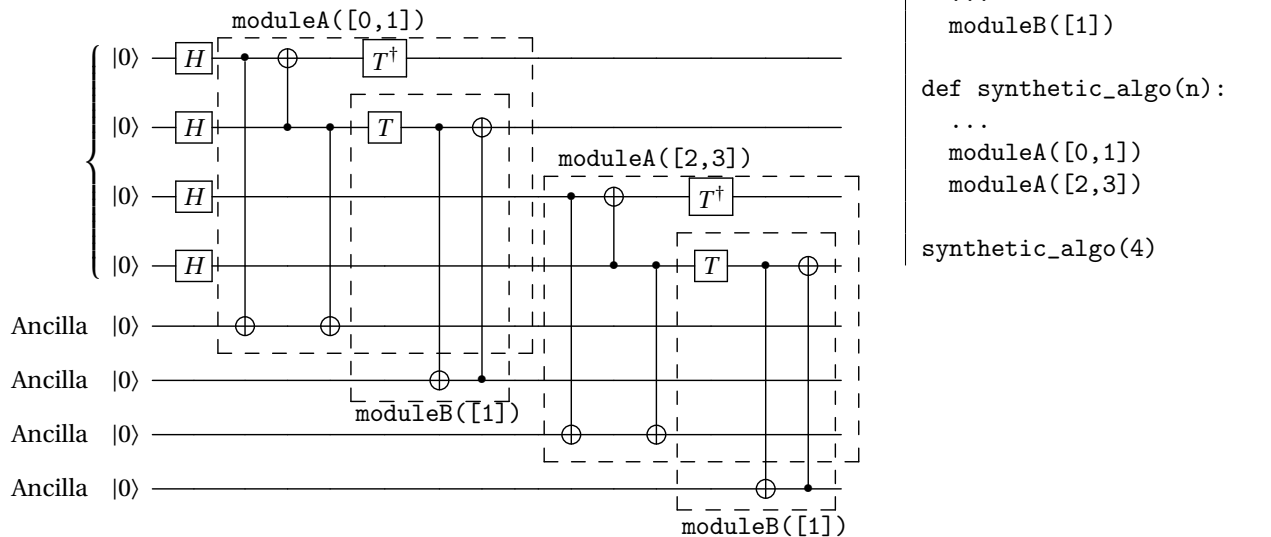 moduleA([0,1])
|0⟩ H T†
|0⟩ H T
moduleA([2,3])
|0⟩ H T†
|0⟩ H T
Ancilla |0⟩
Ancilla |0⟩
moduleB([1])
Ancilla |0⟩
Ancilla |0⟩
moduleB([1])
...
moduleB([1])
def synthetic_algo(n):
...
moduleA([0,1])
moduleA([2,3])
synthetic_algo(4)